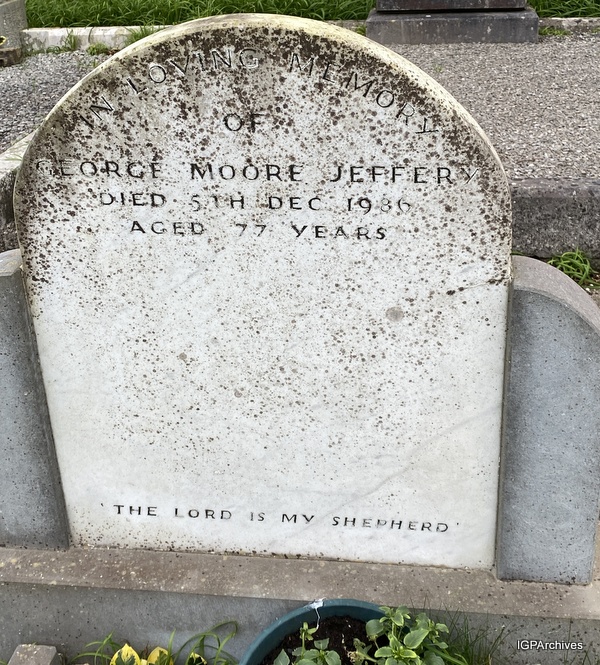 IN LOVING MEMORY
OF
GEORGE MOORE JEFFERY
DIED 5TH DEC 1986
AGED 77 YEARS
'THE LORD IS MY SHEPHERD'
IGPArchives